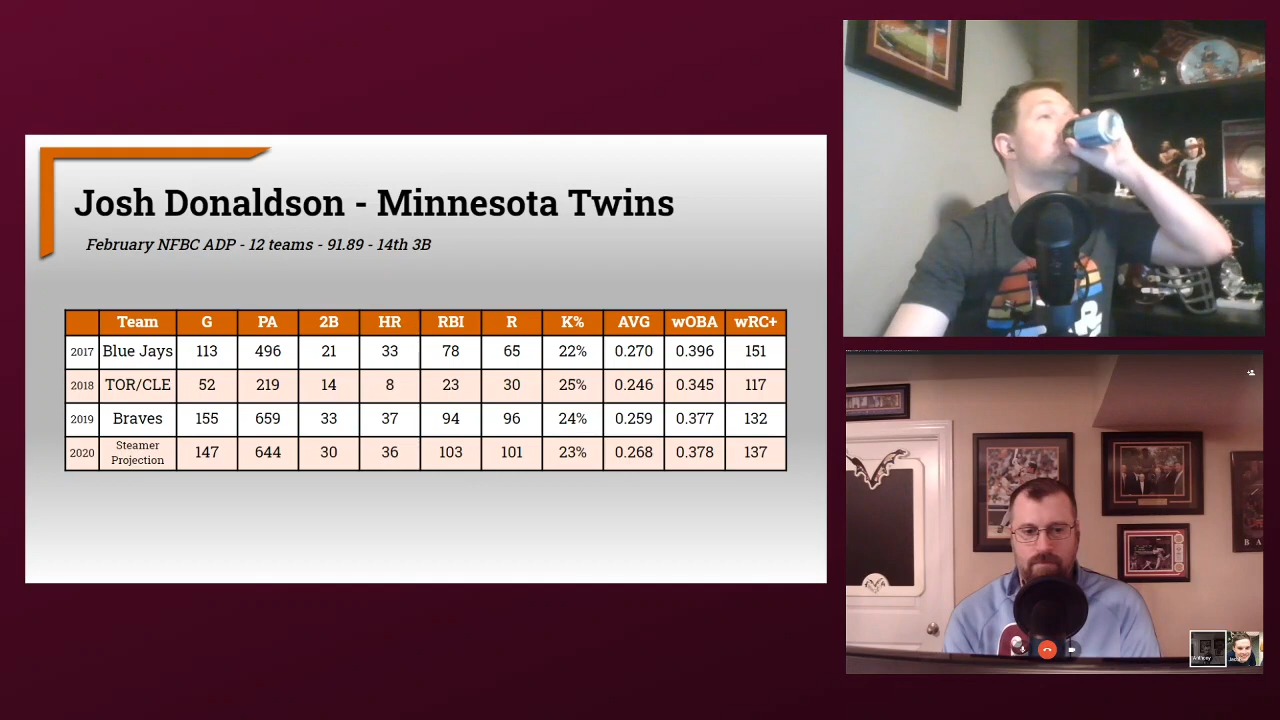 Josh Donaldson - Minnesota Twins
February NFBC ADP - 12 teams - 91.89 - 14th 3B
Team G PA 2B HR RBI R K% AVG wOBA wRC+
2017 Blue Jays 113 496 21 33 78 65 22% 0.270 0.396 151
2018 TOR/CLE 52 219 14 8 23 30 25% 0.246 0.345 117
2019 Braves 155 659 33 37 94 96 24% 0.259 0.377 132
2020 Steamer Projection 147 644 30 36 103 101 23% 0.268 0.378 137
B A
Anthony